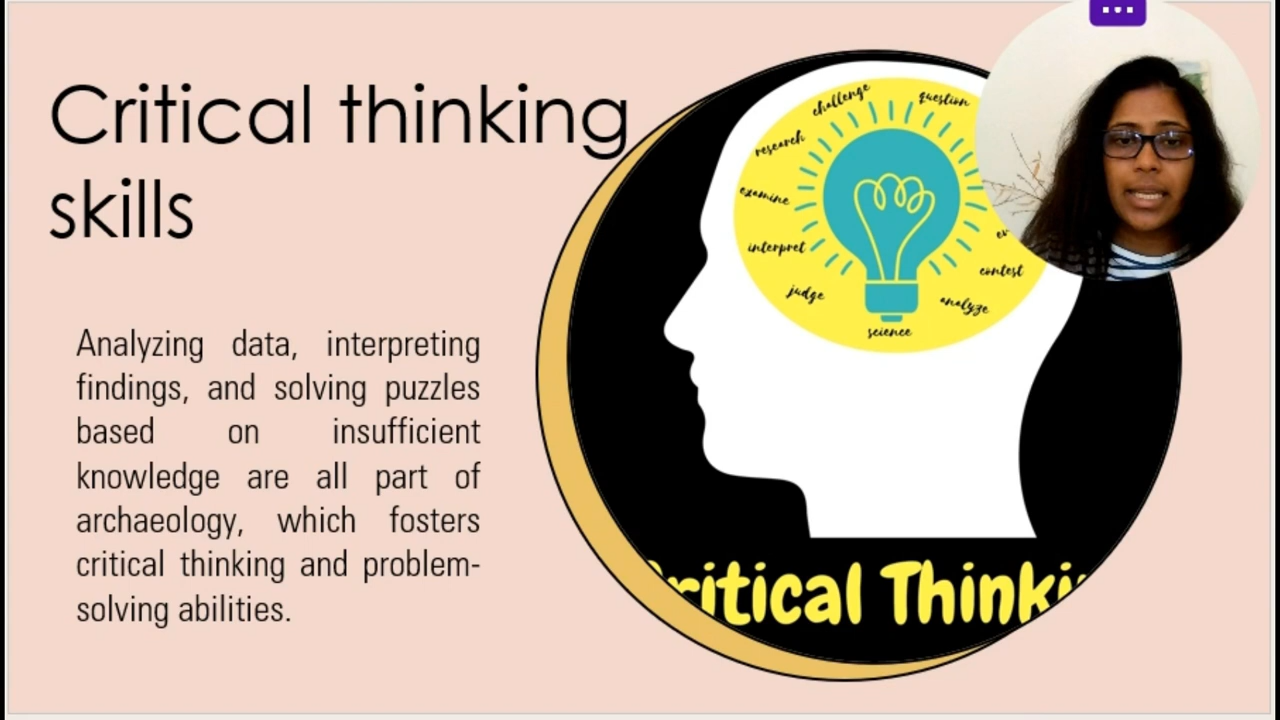 Critical thinking
skills
Analyzing data, interpreting
findings, and solving puzzles
based on insufficient
knowledge are all part of
archaeology, which fosters
critical thinking and problem-
solving abilities.
challenge
question
research
examine
interpret
judge
science
analyze
contest
ritical Thinki